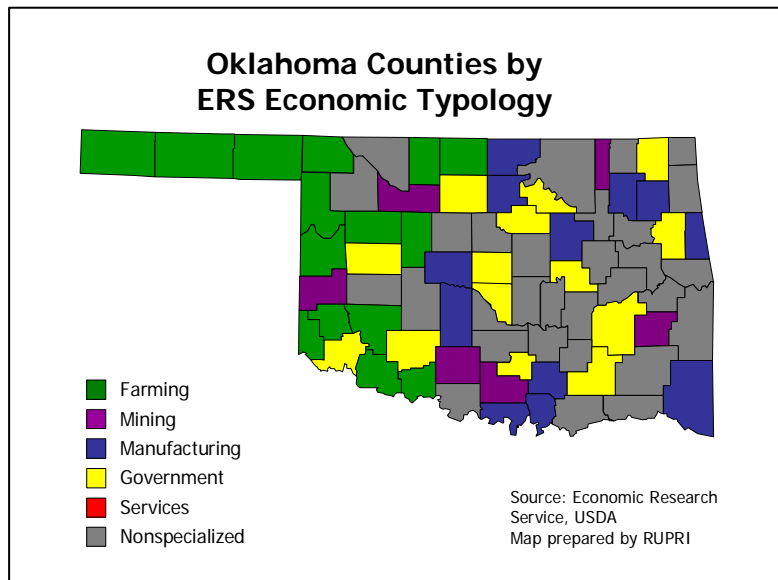 Oklahoma Counties by
ERS Economic Typology
Farming
Mining
Manufacturing
Government
Services
Nonspecialized
Source: Economic Research
Service, USDA
Map prepared by RUPRI